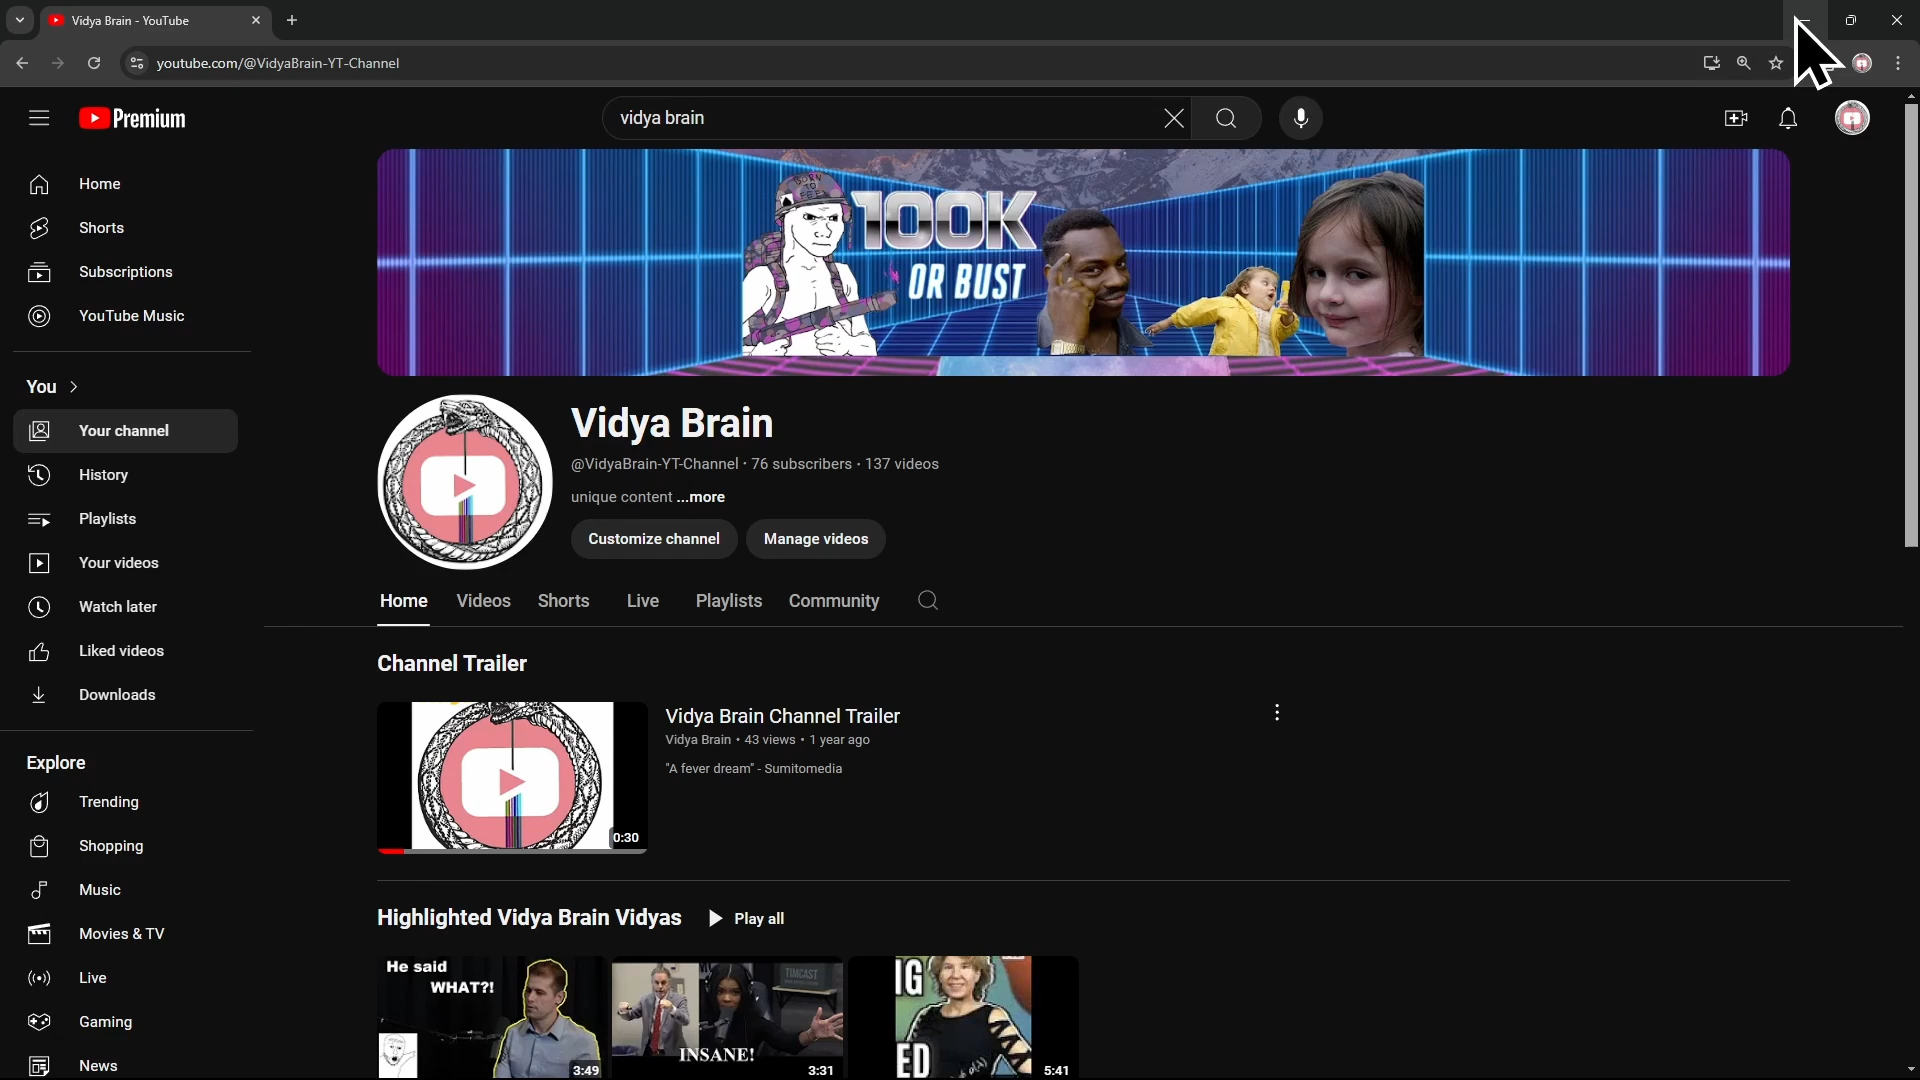 Vidya Brain - YouTube
youtube.com/@VidyaBrain-YT-Channel
Premium
vidya brain
Home
Shorts
Subscriptions
YouTube Music
You
Your channel
History
Playlists
Your videos
Watch later
Liked videos
Downloads
Explore
Trending
Shopping
Music
Movies & TV
Live
Gaming
News
BORN
TO
100K
OR BUST
Vidya Brain
@VidyaBrain-YT-Channel · 76 subscribers · 137 videos
unique content ...more
Customize channel
Manage videos
Home Videos Shorts Live Playlists Community
Channel Trailer
0:30
Vidya Brain Channel Trailer
Vidya Brain • 43 views • 1 year ago
"A fever dream" - Sumitomedia
Highlighted Vidya Brain Vidyas
Play all
He said
WHAT?!
3:49
TIMCAST
INSANE!
3:31
IG
ED
5:41